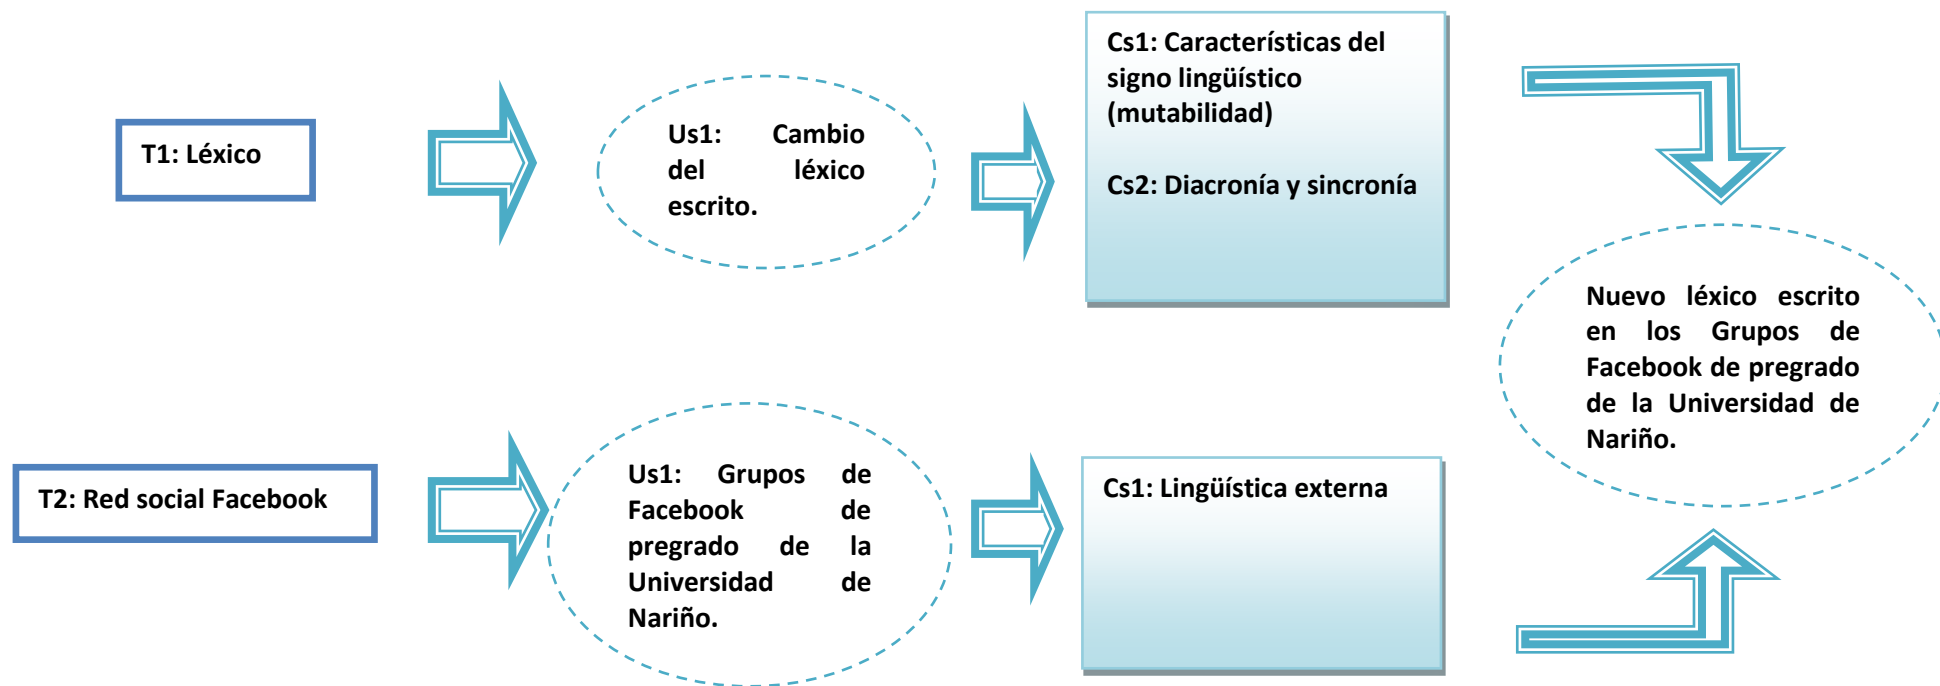 T1: Léxico
Us1: Cambio
del léxico
escrito.
Cs1: Características del
signo lingüístico
(mutabilidad)
Cs2: Diacronía y sincronía
T2: Red social Facebook
Us1: Grupos de
Facebook de
pregrado de la
Universidad de
Nariño.
Cs1: Lingüística externa
Nuevo léxico escrito
en los Grupos de
Facebook de pregrado
de la Universidad de
Nariño.